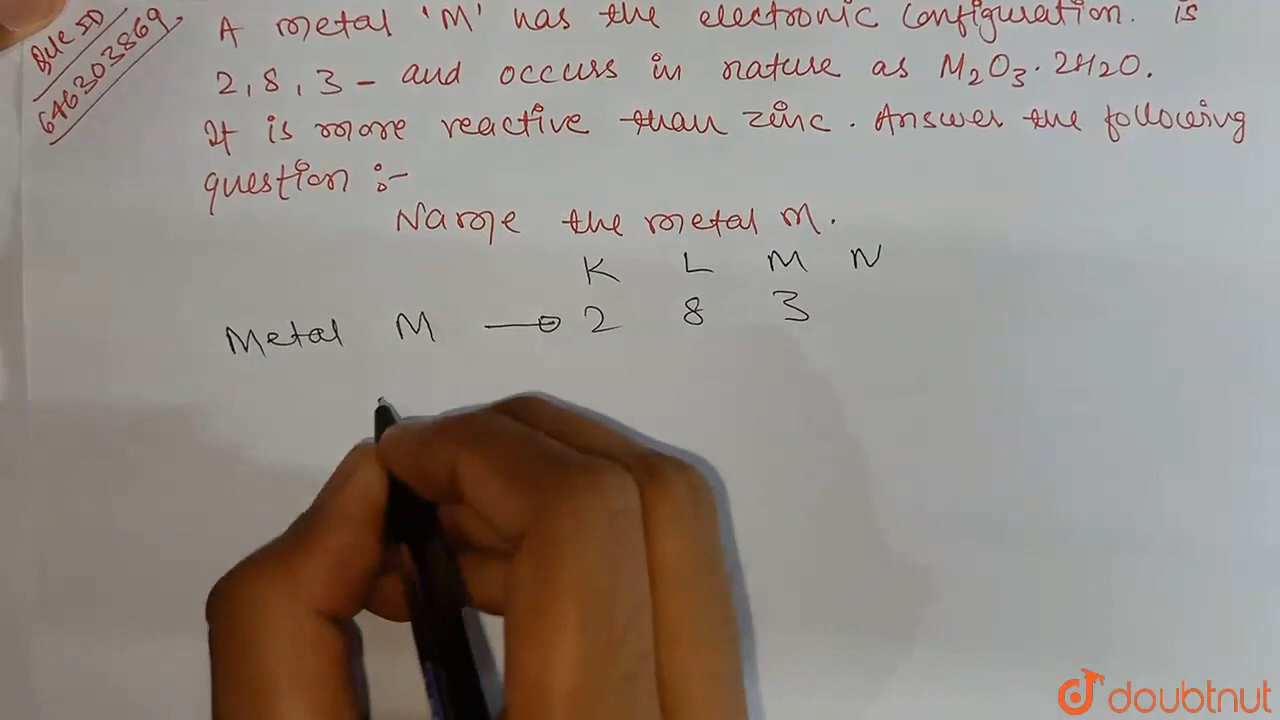 Que 50
646303869
A metal 'M' has the electronic Configuration. is
2, 8, 3 - and occurs in nature as M2O3. 2H2O.
It is more reactive than zinc. Answer the following
question :-
Name the metal M.
K L M N
Metal M → 2 8 3
doubtnut